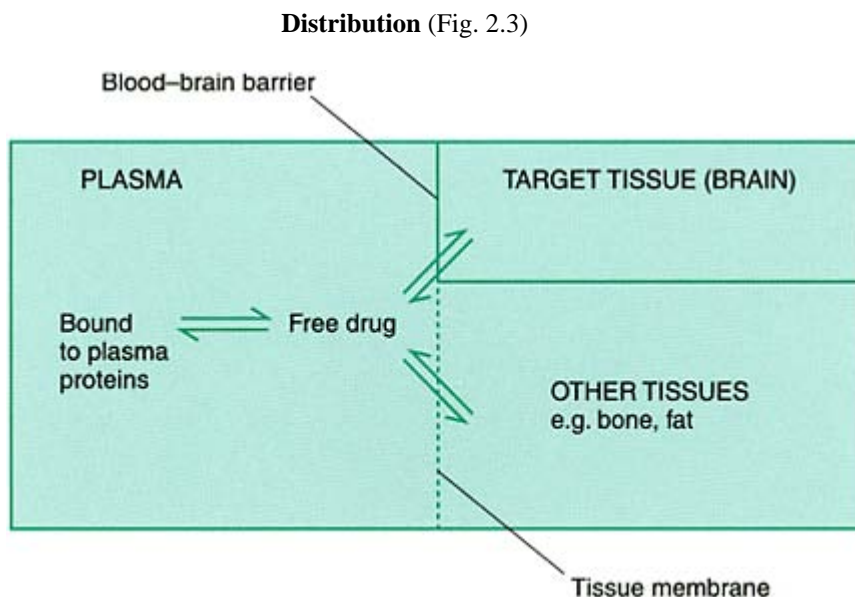 Distribution (Fig. 2.3)
Blood–brain barrier
PLASMA
TARGET TISSUE (BRAIN)
Bound
to plasma
proteins
Free drug
OTHER TISSUES
e.g. bone, fat
Tissue membrane